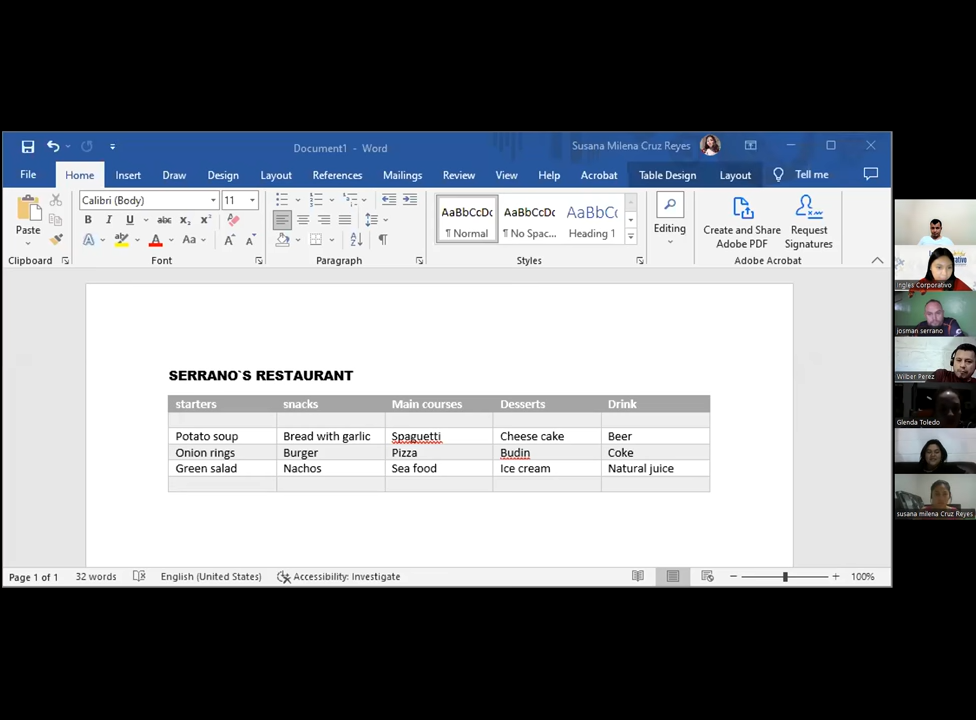 Document1 - Word
Susana Milena Cruz Reyes
File Home Insert Draw Design Layout References Mailings Review View Help Acrobat Table Design Layout Tell me
Calibri (Body) 11
AaBbCcDc AaBbCcDc AaBbC
Paste
B I U abc x₂ x²
¶ Normal ¶ No Spac... Heading 1
Editing
Create and Share Adobe PDF
Request Signatures
A A Aa A A
Clipboard Font Paragraph Styles Adobe Acrobat
SERRANO`S RESTAURANT
starters snacks Main courses Desserts Drink
Potato soup Bread with garlic Spaguetti Cheese cake Beer
Onion rings Burger Pizza Budin Coke
Green salad Nachos Sea food Ice cream Natural juice
Page 1 of 1 32 words English (United States) Accessibility: Investigate 100%
Ingles Corporativo
josman serrano
Wilber Perez
Glenda Toledo
susana milena Cruz Reyes